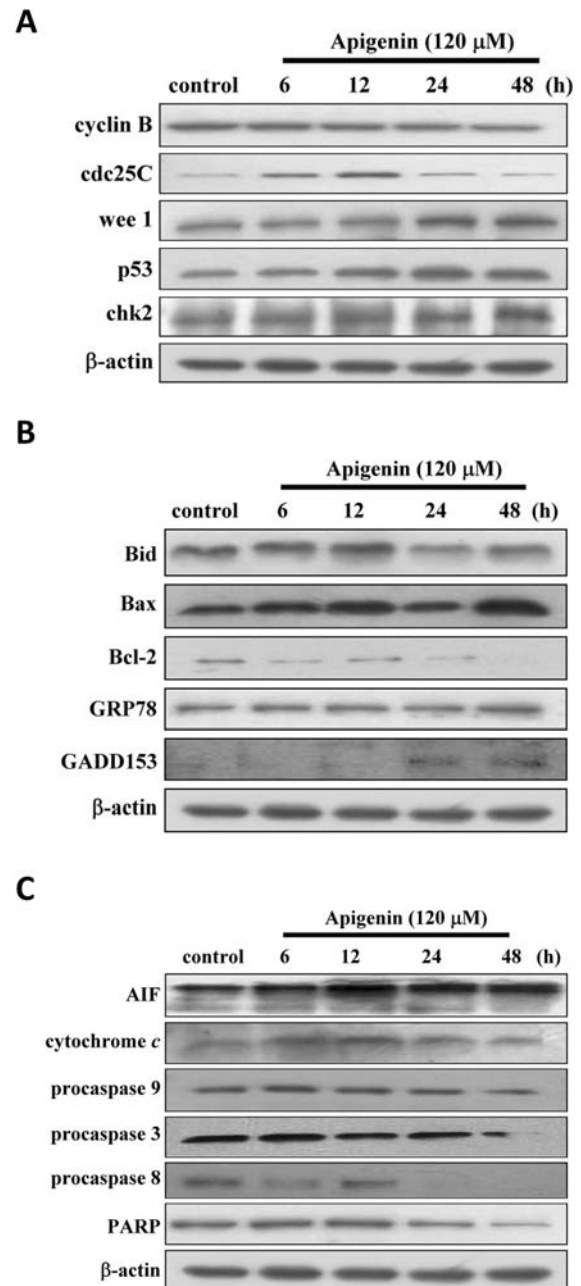 A
Apigenin (120 μM)
control 6 12 24 48 (h)
cyclin B
cdc25C
wee 1
p53
chk2
β-actin
B
Apigenin (120 μM)
control 6 12 24 48 (h)
Bid
Bax
Bcl-2
GRP78
GADD153
β-actin
C
Apigenin (120 μM)
control 6 12 24 48 (h)
AIF
cytochrome c
procaspase 9
procaspase 3
procaspase 8
PARP
β-actin